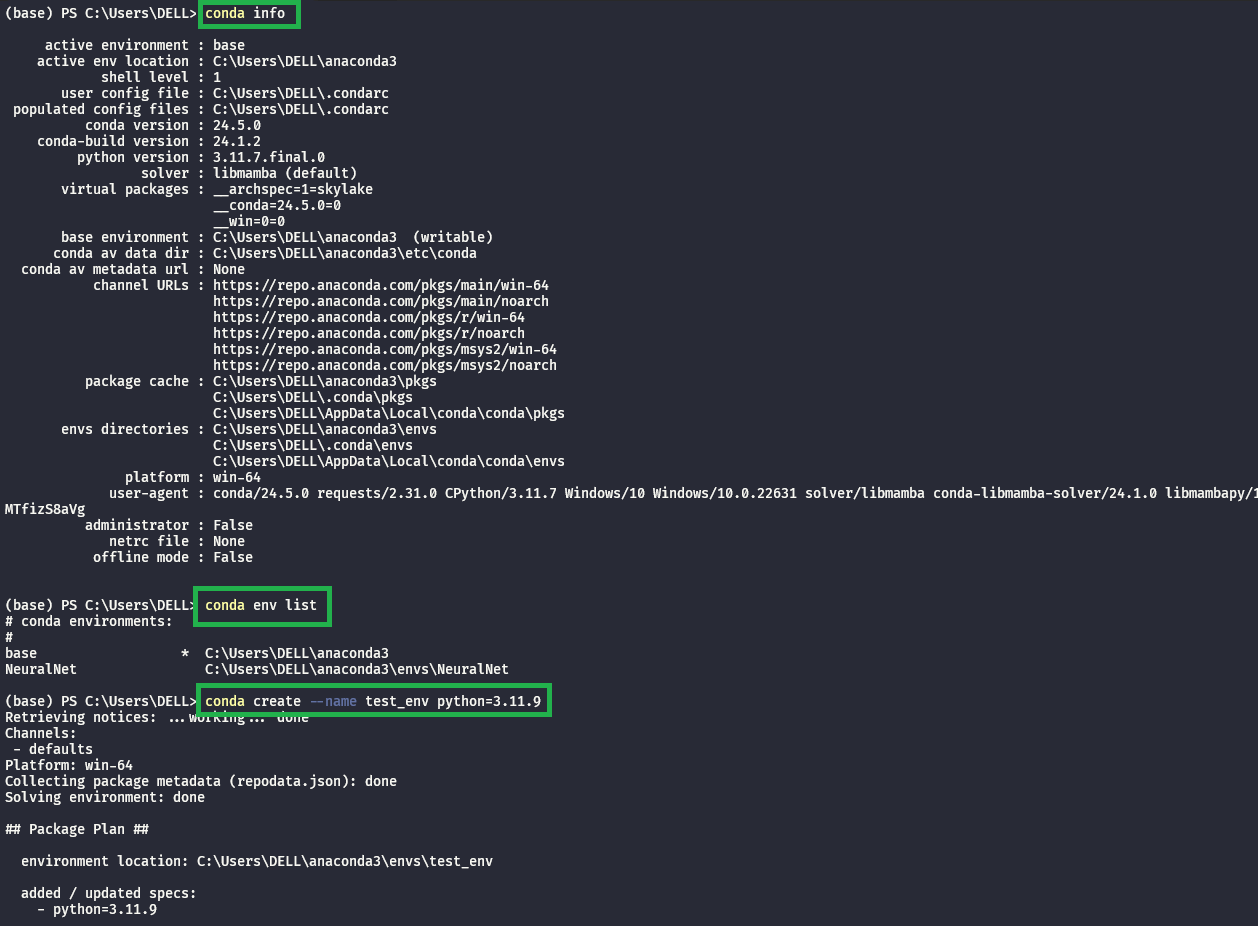 (base) PS C:\Users\DELL> conda info
active environment : base
active env location : C:\Users\DELL\anaconda3
shell level : 1
user config file : C:\Users\DELL\.condarc
populated config files : C:\Users\DELL\.condarc
conda version : 24.5.0
conda-build version : 24.1.2
python version : 3.11.7.final.0
solver : libmamba (default)
virtual packages : __archspec=1=skylake
__conda=24.5.0=0
__win=0=0
base environment : C:\Users\DELL\anaconda3  (writable)
conda av data dir : C:\Users\DELL\anaconda3\etc\conda
conda av metadata url : None
channel URLs : https://repo.anaconda.com/pkgs/main/win-64
https://repo.anaconda.com/pkgs/main/noarch
https://repo.anaconda.com/pkgs/r/win-64
https://repo.anaconda.com/pkgs/r/noarch
https://repo.anaconda.com/pkgs/msys2/win-64
https://repo.anaconda.com/pkgs/msys2/noarch
package cache : C:\Users\DELL\anaconda3\pkgs
C:\Users\DELL\.conda\pkgs
C:\Users\DELL\AppData\Local\conda\conda\pkgs
envs directories : C:\Users\DELL\anaconda3\envs
C:\Users\DELL\.conda\envs
C:\Users\DELL\AppData\Local\conda\conda\envs
platform : win-64
user-agent : conda/24.5.0 requests/2.31.0 CPython/3.11.7 Windows/10 Windows/10.0.22631 solver/libmamba conda-libmamba-solver/24.1.0 libmambapy/1
MTfizS8aVg
administrator : False
netrc file : None
offline mode : False
(base) PS C:\Users\DELL> conda env list
# conda environments:
#
base                  *  C:\Users\DELL\anaconda3
NeuralNet                C:\Users\DELL\anaconda3\envs\NeuralNet
(base) PS C:\Users\DELL> conda create --name test_env python=3.11.9
Retrieving notices: ...working... done
Channels:
- defaults
Platform: win-64
Collecting package metadata (repodata.json): done
Solving environment: done
## Package Plan ##
environment location: C:\Users\DELL\anaconda3\envs\test_env
added / updated specs:
- python=3.11.9